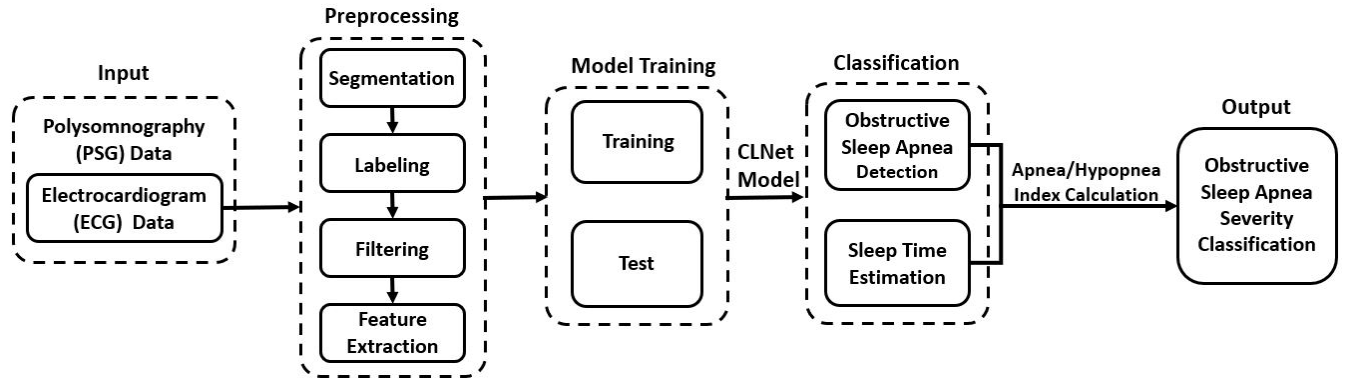 Input
Polysomnography
(PSG) Data
Electrocardiogram
(ECG) Data
Preprocessing
Segmentation
Labeling
Filtering
Feature
Extraction
Model Training
Training
Test
CLNet
Model
Classification
Obstructive
Sleep Apnea
Detection
Sleep Time
Estimation
Apnea/Hypopnea
Index Calculation
Output
Obstructive
Sleep Apnea
Severity
Classification